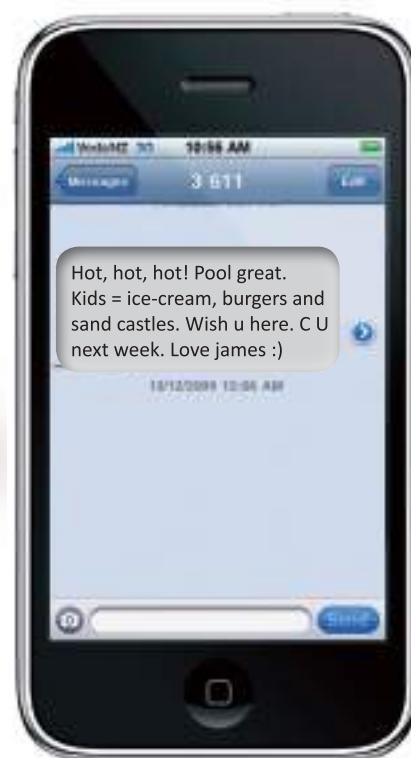 10:56 AM
Messages
3 611
Edit
Hot, hot, hot! Pool great.
Kids = ice-cream, burgers and
sand castles. Wish u here. C U
next week. Love james :)
Send